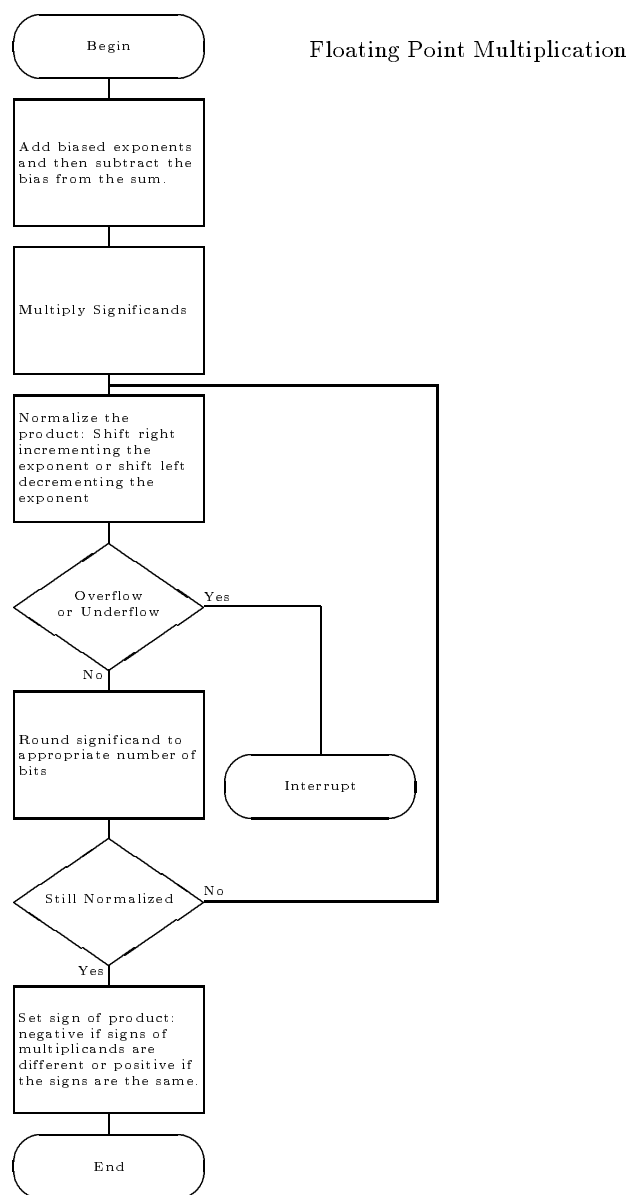 Begin
Floating Point Multiplication
Add biased exponents
and then subtract the
bias from the sum.
Multiply Significands
Normalize the
product: Shift right
incrementing the
exponent or shift left
decrementing the
exponent
Overflow
or Underflow
Yes
No
Round significand to
appropriate number of
bits
Interrupt
Still Normalized
No
Yes
Set sign of product:
negative if signs of
multiplicands are
different or positive if
the signs are the same.
End